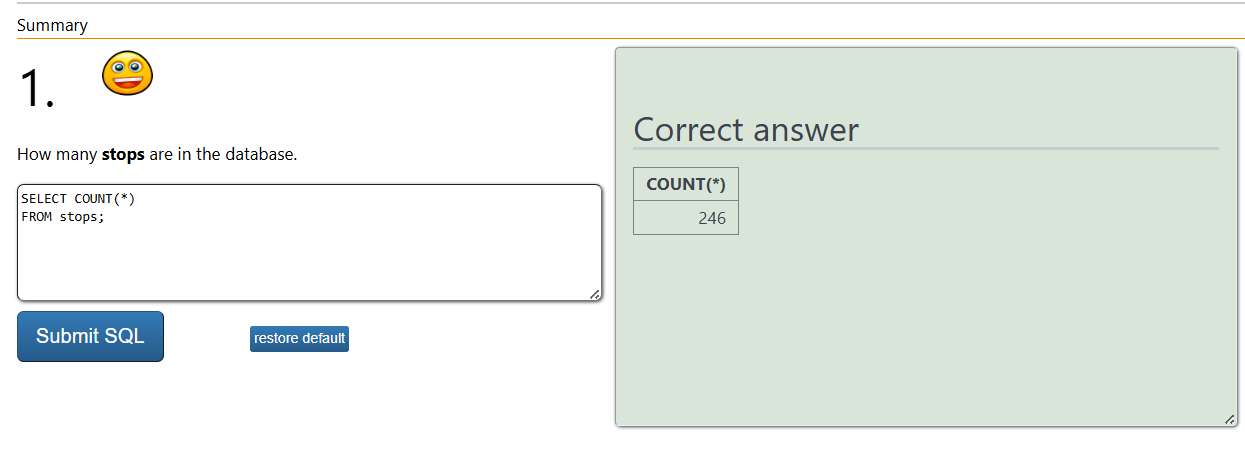 Summary
1.
How many stops are in the database.
SELECT COUNT(*)
FROM stops;
Submit SQL
restore default
Correct answer
COUNT(*)
246